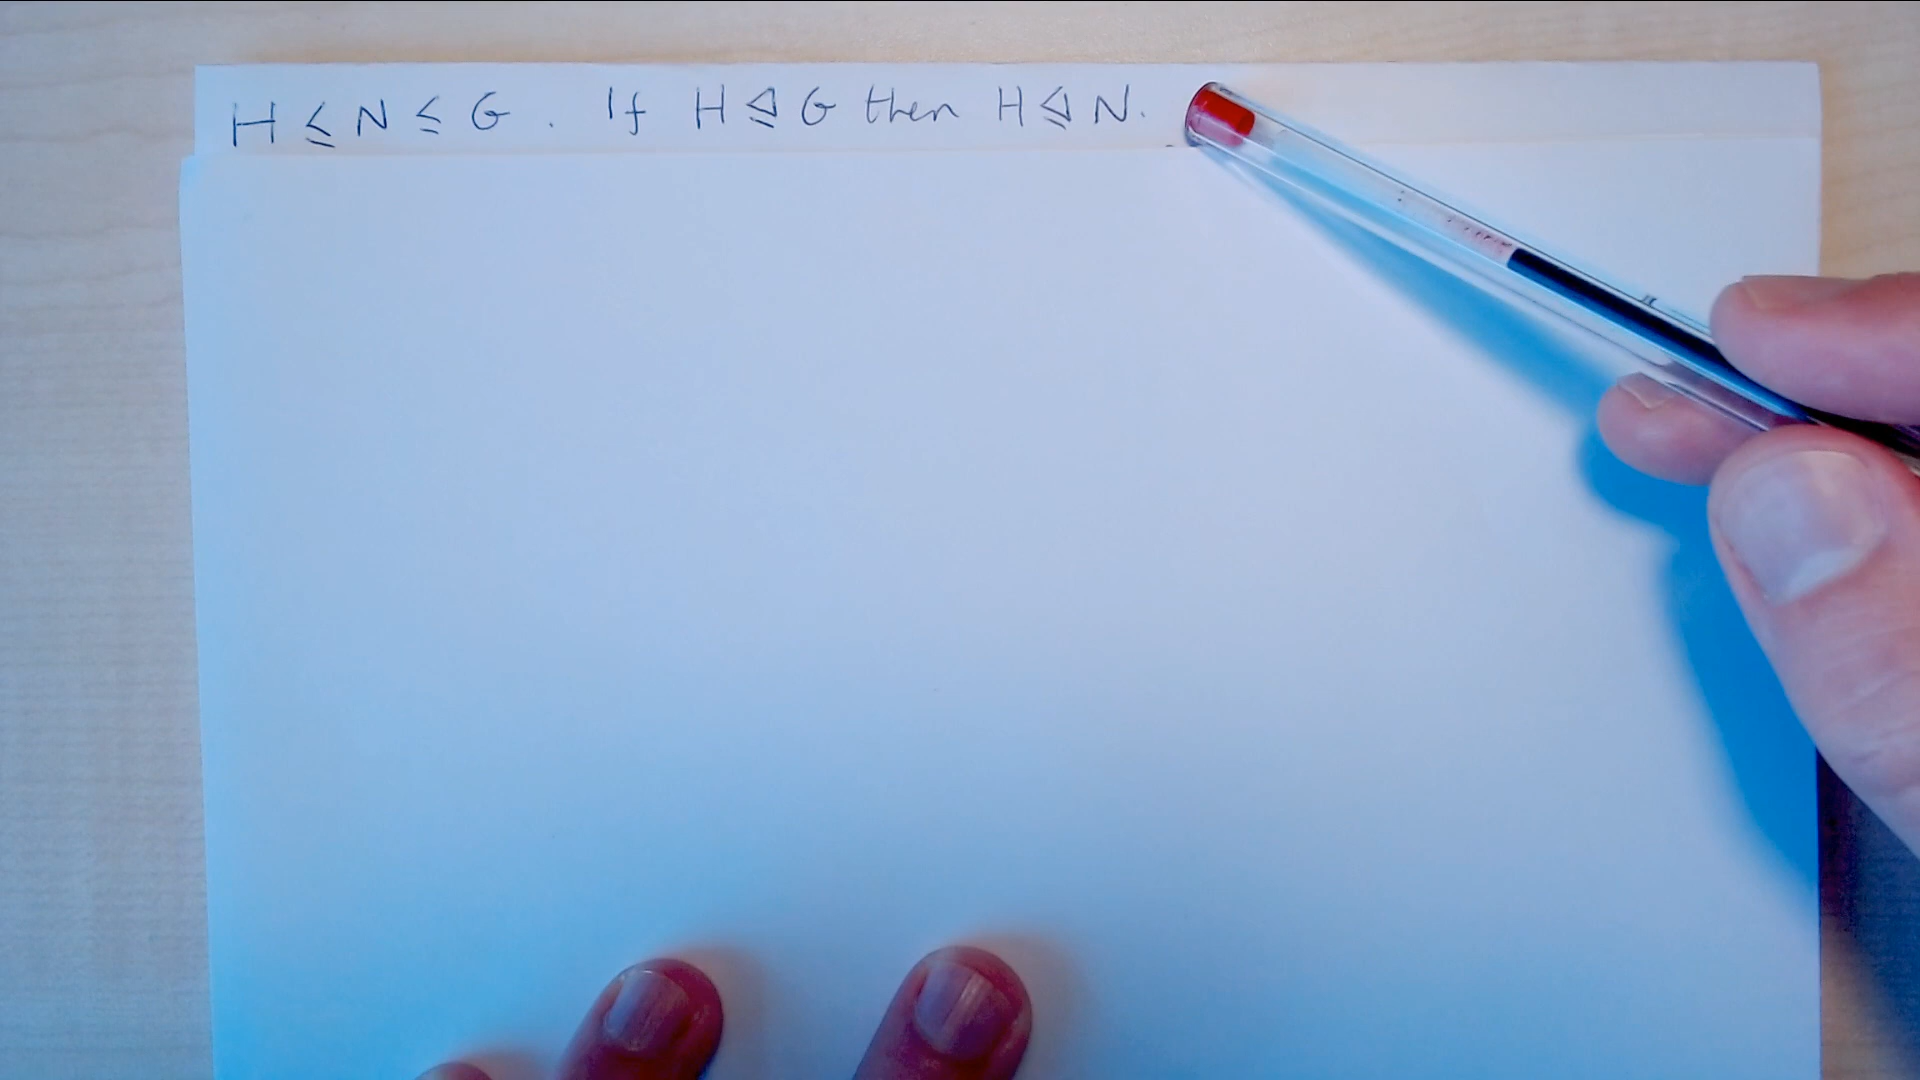 H ≤ N ≤ G . If H ⊴ G then H ⊴ N.